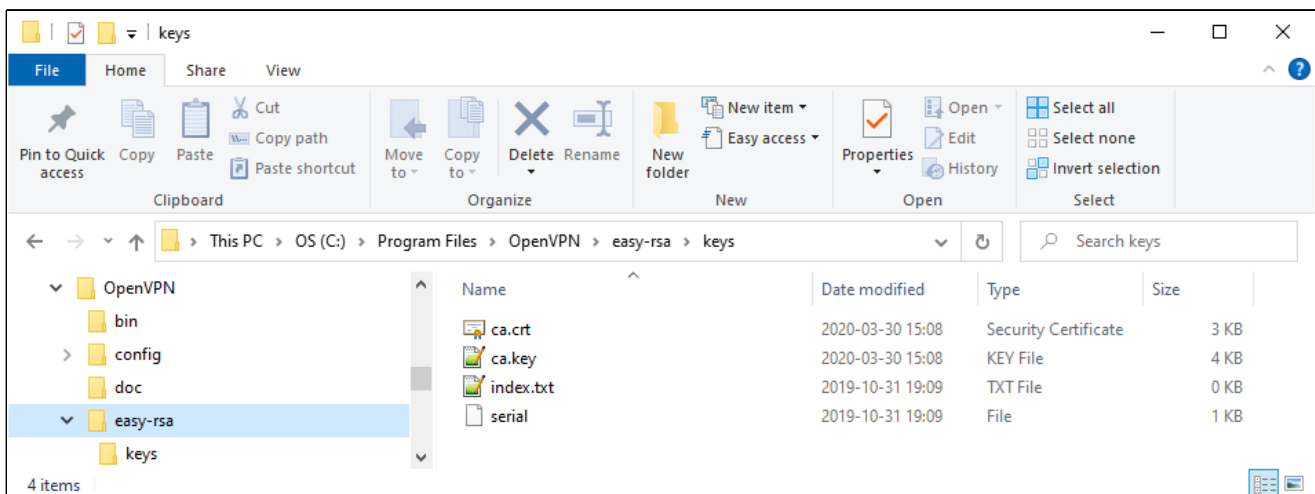 keys
File Home Share View
Pin to Quick access
Copy
Paste
Cut
Copy path
Paste shortcut
Clipboard
Move to
Copy to
Delete
Rename
Organize
New folder
New item
Easy access
New
Properties
Open
Edit
History
Open
Select all
Select none
Invert selection
Select
This PC > OS (C:) > Program Files > OpenVPN > easy-rsa > keys
Search keys
OpenVPN
bin
config
doc
easy-rsa
keys
Name Date modified Type Size
ca.crt 2020-03-30 15:08 Security Certificate 3 KB
ca.key 2020-03-30 15:08 KEY File 4 KB
index.txt 2019-10-31 19:09 TXT File 0 KB
serial 2019-10-31 19:09 File 1 KB
4 items